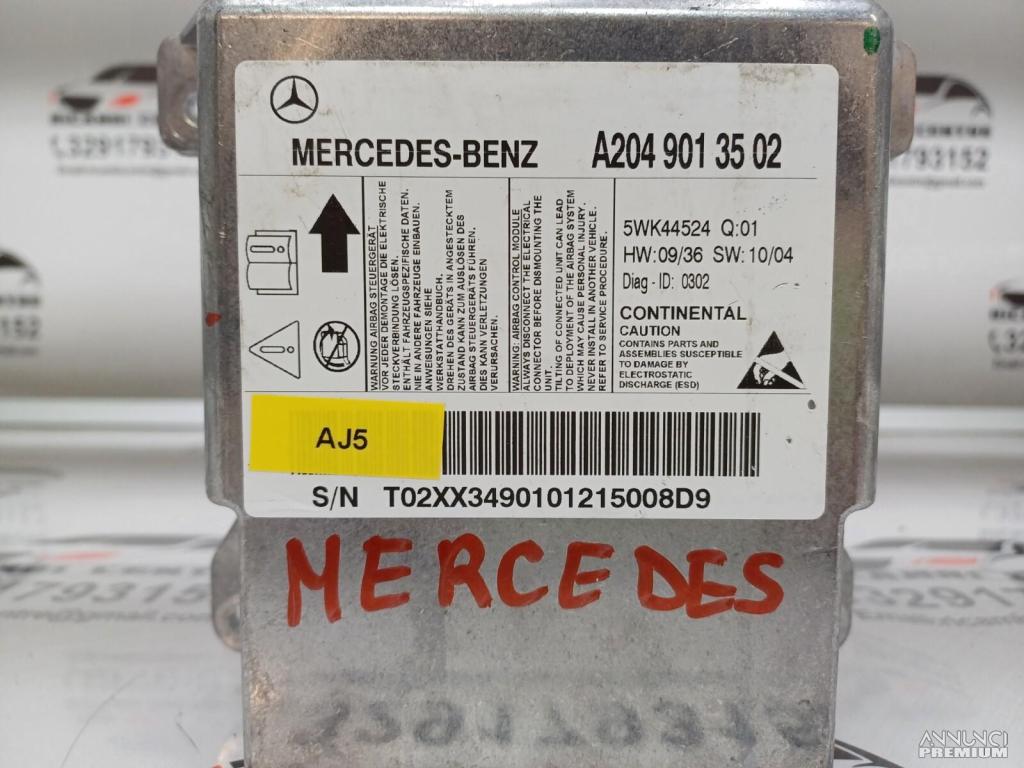 MERCEDES-BENZ A204 901 35 02
WARNUNG AIRBAG STEUERGERÄT
VOR JEDER DEMONTAGE DIE ELEKTRISCHE
STECKVERBINDUNG LÖSEN.
ENTHÄLT FAHRZEUGSPEZIFISCHE DATEN.
NIE IN ANDERE FAHRZEUGE EINBAUEN.
ANWEISUNGEN SIEHE
WERKSTATTHANDBUCH.
DREHEN DES GERÄTS IN ANGESTECKTEM
ZUSTAND KANN ZUM AUSLÖSEN DES
AIRBAG STEUERGERÄTS FÜHREN.
DIES KANN VERLETZUNGEN
VERURSACHEN.
WARNING: AIRBAG CONTROL MODULE
ALWAYS DISCONNECT THE ELECTRICAL
CONNECTOR BEFORE DISMOUNTING THE
UNIT.
TILTING OF CONNECTED UNIT CAN LEAD
TO DEPLOYMENT OF THE AIRBAG SYSTEM
WHICH MAY CAUSE PERSONAL INJURY.
NEVER INSTALL IN ANOTHER VEHICLE.
REFER TO SERVICE PROCEDURE.
5WK44524 Q:01
HW:09/36 SW:10/04
Diag-ID: 0302
CONTINENTAL
CAUTION
CONTAINS PARTS AND
ASSEMBLIES SUSCEPTIBLE
TO DAMAGE BY
ELECTROSTATIC
DISCHARGE (ESD)
AJ5
S/N T02XX3490101215008D9
MERCEDES
ANNUNCI
PREMIUM